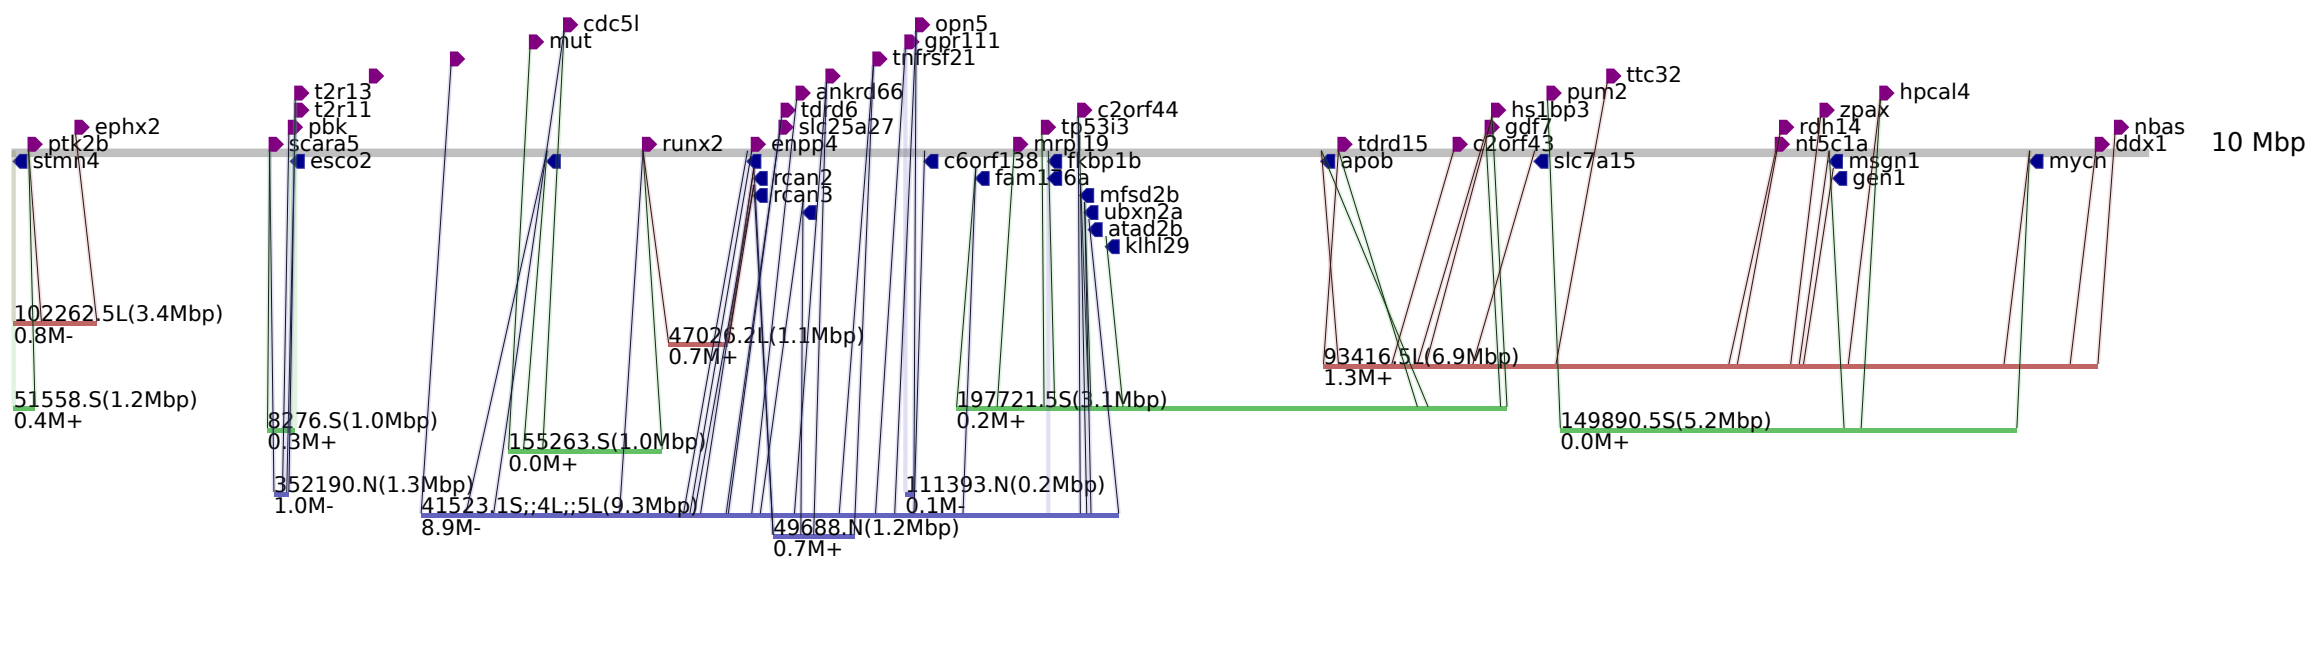 cdc5l
opn5
mut
gpr111
tnfrsf21
ttc32
t2r13
ankrd66
pum2
hpcal4
t2r11
tdrd6
c2orf44
hs1bp3
zpax
ephx2
pbk
slc25a27
tp53i3
gdf7
rdh14
nbas
ptk2b
scara5
runx2
enpp4
mrpl19
tdrd15
c2orf43
nt5c1a
ddx1
10 Mbp
stmn4
esco2
c6orf138
fkbp1b
apob
slc7a15
msgn1
mycn
rcan2
fam176a
gen1
rcan3
mfsd2b
ubxn2a
atad2b
klhl29
102262.5L(3.4Mbp)
0.8M-
47026.2L(1.1Mbp)
0.7M+
93416.5L(6.9Mbp)
1.3M+
51558.S(1.2Mbp)
0.4M+
197721.5S(3.1Mbp)
0.2M+
8276.S(1.0Mbp)
0.3M+
149890.5S(5.2Mbp)
0.0M+
155263.S(1.0Mbp)
0.0M+
352190.N(1.3Mbp)
1.0M-
111393.N(0.2Mbp)
0.1M-
41523.1S;;4L;;5L(9.3Mbp)
8.9M-
49688.N(1.2Mbp)
0.7M+